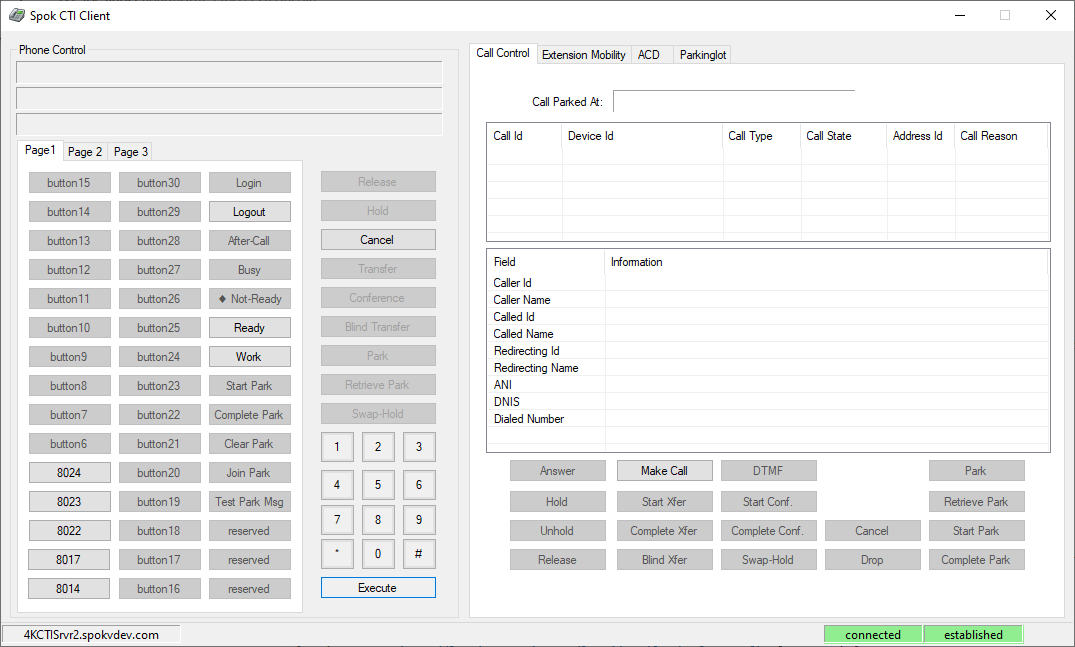 Spok CTI Client
Phone Control
Page1 Page 2 Page 3
button15 button30 Login
button14 button29 Logout
button13 button28 After-Call
button12 button27 Busy
button11 button26 ♦ Not-Ready
button10 button25 Ready
button9 button24 Work
button8 button23 Start Park
button7 button22 Complete Park
button6 button21 Clear Park
8024 button20 Join Park
8023 button19 Test Park Msg
8022 button18 reserved
8017 button17 reserved
8014 button16 reserved
Release
Hold
Cancel
Transfer
Conference
Blind Transfer
Park
Retrieve Park
Swap-Hold
1 2 3
4 5 6
7 8 9
* 0 #
Execute
Call Control Extension Mobility ACD Parkinglot
Call Parked At:
Call Id Device Id Call Type Call State Address Id Call Reason
Field Information
Caller Id
Caller Name
Called Id
Called Name
Redirecting Id
Redirecting Name
ANI
DNIS
Dialed Number
Answer Make Call DTMF Park
Hold Start Xfer Start Conf. Retrieve Park
Unhold Complete Xfer Complete Conf. Cancel Start Park
Release Blind Xfer Swap-Hold Drop Complete Park
4KCTISrvr2.spokvdev.com connected established